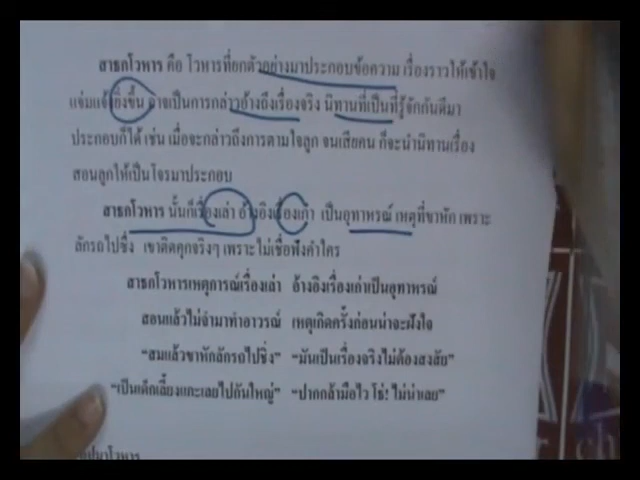 สาธกโวหาร คือ โวหารที่ยกตัวอย่างมาประกอบข้อความ เรื่องราวให้เข้าใจ
แจ่มแจ้งยิ่งขึ้น อาจเป็นการกล่าวอ้างถึงเรื่องจริง นิทานที่เป็นที่รู้จักกันดีมา
ประกอบก็ได้ เช่น เมื่อจะกล่าวถึงการตามใจลูก จนเสียคน ก็จะนำนิทานเรื่อง
สอนลูกให้เป็นโจรมาประกอบ
สาธกโวหาร นั้นก็เรื่องเล่า อ้างอิงเรื่องเก่า เป็นอุทาหรณ์ เหตุที่ขาหัก เพราะ
ลักรถไปซิ่ง เขาติดคุกจริงๆ เพราะไม่เชื่อฟังคำใคร
สาธกโวหารเหตุการณ์เรื่องเล่า อ้างอิงเรื่องเก่าเป็นอุทาหรณ์
สอนแล้วไม่จำมาทำอาวรณ์ เหตุเกิดครั้งก่อนน่าจะฝังใจ
"สมแล้วขาหักลักรถไปซิ่ง" "มันเป็นเรื่องจริงไม่ต้องสงสัย"
"เป็นเด็กเลี้ยงแกะเลยไปกันใหญ่" "ปากกล้ามือไว โธ่! ไม่น่าเลย"